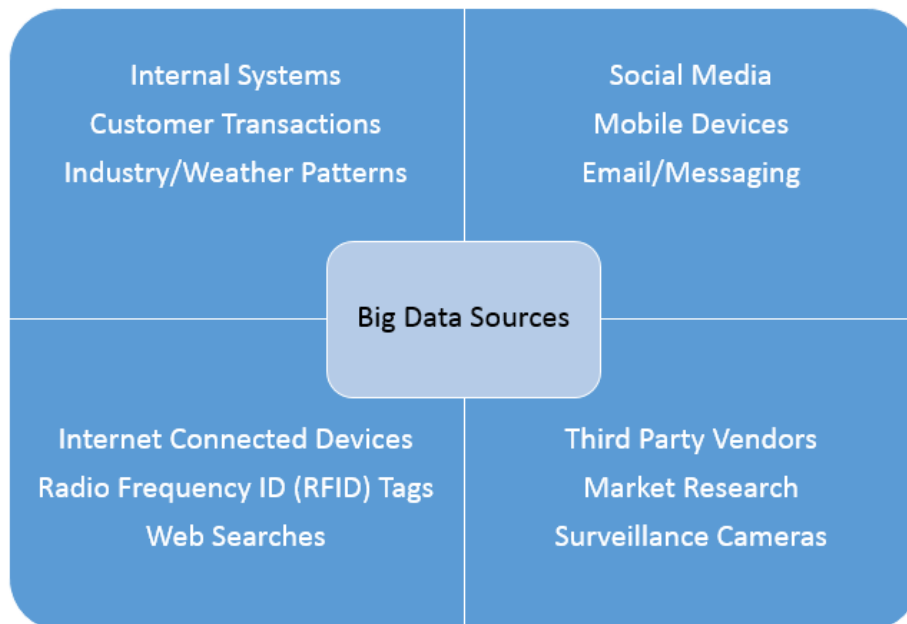 Internal Systems
Customer Transactions
Industry/Weather Patterns
Social Media
Mobile Devices
Email/Messaging
Big Data Sources
Internet Connected Devices
Radio Frequency ID (RFID) Tags
Web Searches
Third Party Vendors
Market Research
Surveillance Cameras